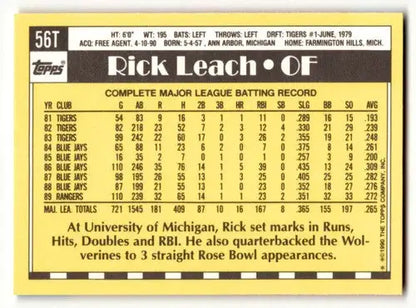 56T
HT: 6'0" WT: 195 BATS: LEFT THROWS: LEFT DRFT: TIGERS #1-JUNE, 1979
ACQ: FREE AGENT, 4-10-90 BORN: 5-4-57, ANN ARBOR, MICHIGAN HOME: FARMINGTON HILLS, MICH.
Topps
Rick Leach • OF
COMPLETE MAJOR LEAGUE BATTING RECORD
YR CLUB G AB R H 2B 3B HR RBI SB SLG BB SO AVG
81 TIGERS 54 83 9 16 3 1 1 11 0 .289 16 15 .193
82 TIGERS 82 218 23 52 7 2 3 12 4 .330 21 29 .239
83 TIGERS 99 242 22 60 17 0 3 26 2 .355 19 21 .248
84 BLUE JAYS 65 88 11 23 6 2 0 7 0 .375 8 14 .261
85 BLUE JAYS 16 35 2 7 0 1 0 1 0 .257 3 9 .200
86 BLUE JAYS 110 246 35 76 14 1 5 39 0 .435 13 24 .309
87 BLUE JAYS 98 195 26 55 13 1 3 25 0 .405 25 25 .282
88 BLUE JAYS 87 199 21 55 13 1 0 23 0 .352 18 27 .276
89 RANGERS 110 239 32 65 14 1 1 23 2 .351 32 33 .272
MAJ. LEA. TOTALS 721 1545 181 409 87 10 16 167 8 .365 155 197 .265
At University of Michigan, Rick set marks in Runs,
Hits, Doubles and RBI. He also quarterbacked the Wol-
verines to 3 straight Rose Bowl appearances.
* ©1990 THE TOPPS COMPANY, INC.